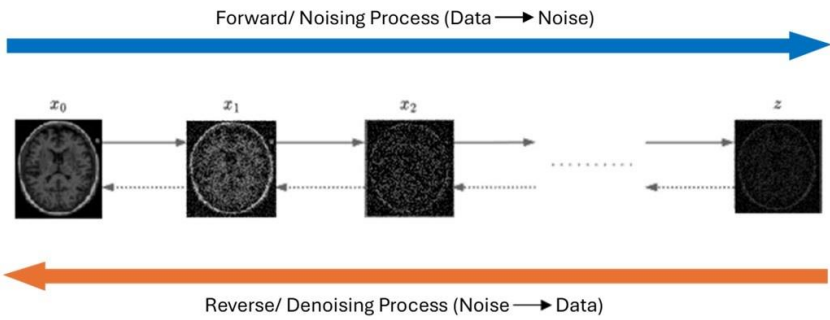 Forward/ Noising Process (Data ⟶ Noise)
x₀ x₁ x₂ z
Reverse/ Denoising Process (Noise ⟶ Data)